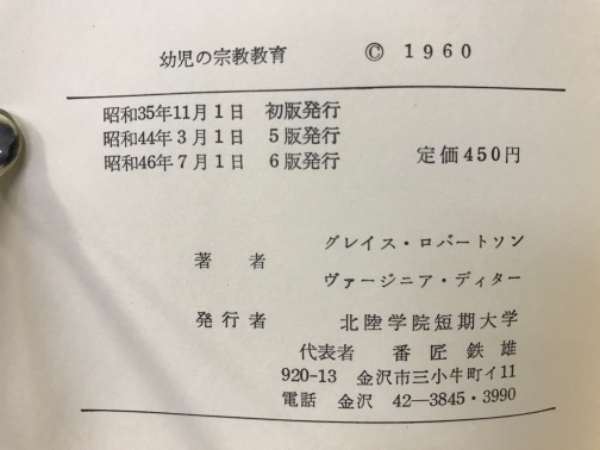 幼児の宗教教育 © 1960
昭和35年11月1日 初版発行
昭和44年3月1日 5版発行
昭和46年7月1日 6版発行 定価450円
著者 グレイス・ロバートソン
ヴァージニア・ディター
発行者 北陸学院短期大学
代表者 番匠鉄雄
920-13 金沢市三小牛町イ11
電話 金沢 42—3845・3990